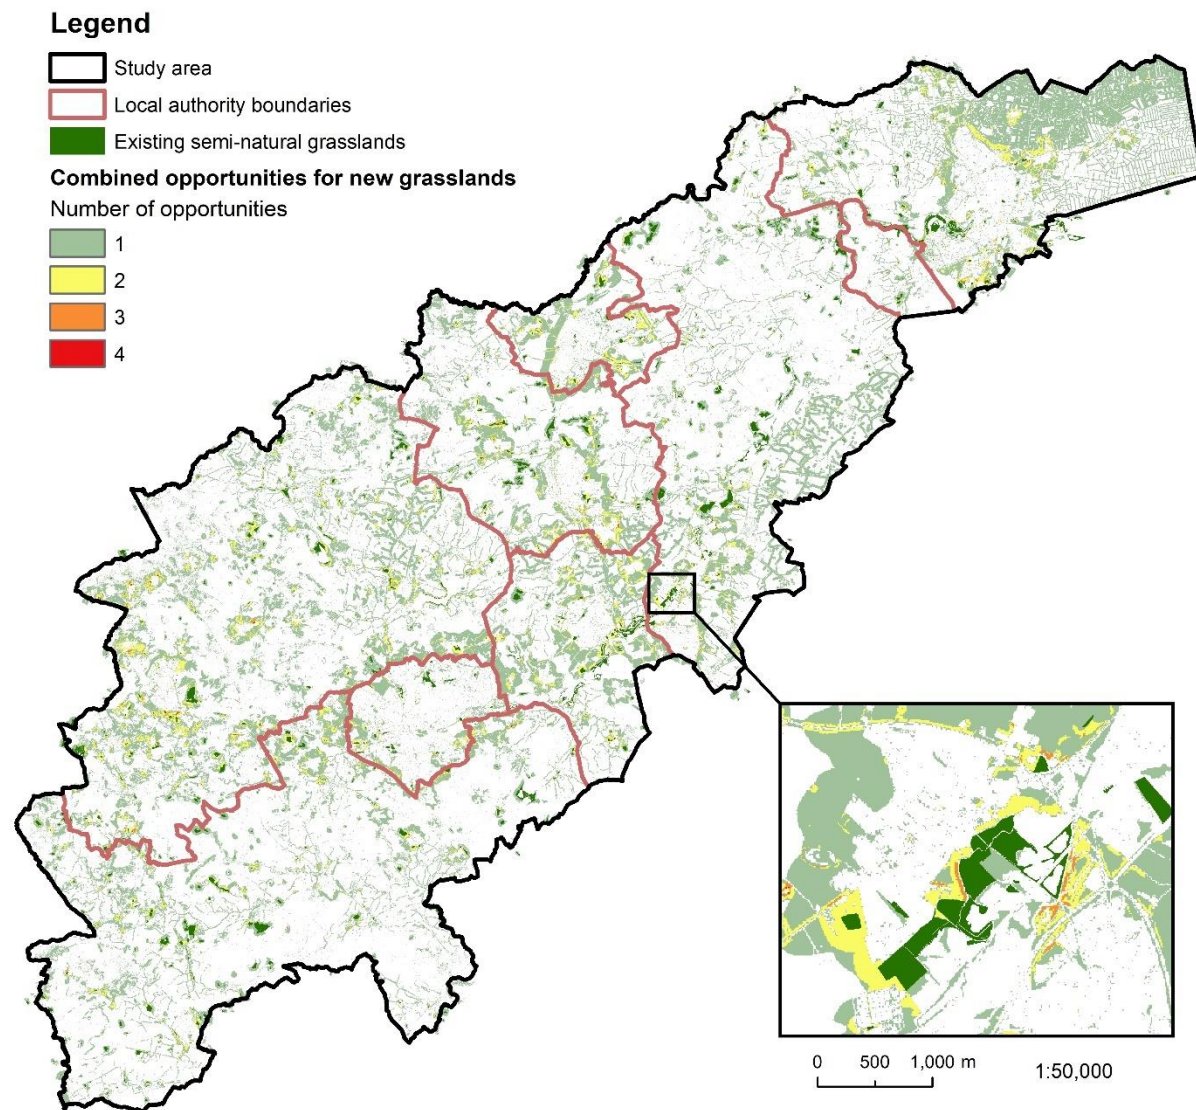 Legend
Study area
Local authority boundaries
Existing semi-natural grasslands
Combined opportunities for new grasslands
Number of opportunities
1
2
3
4
0 500 1,000 m
1:50,000